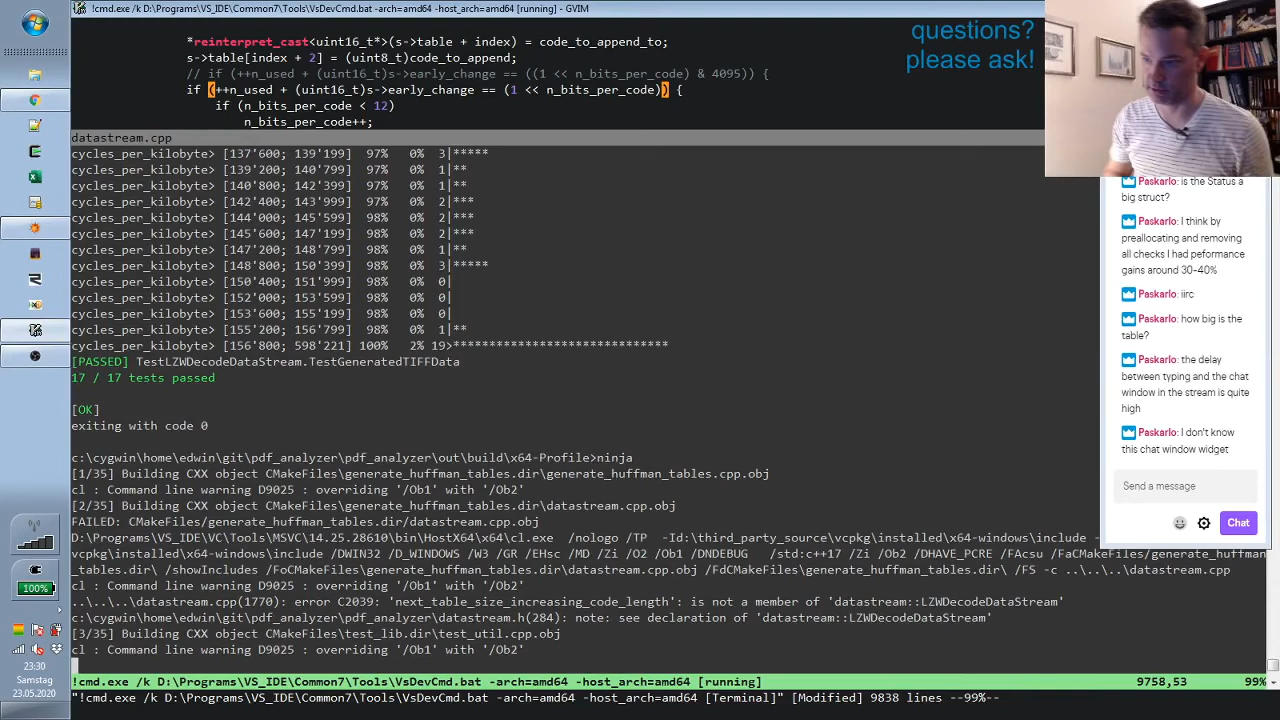 !cmd.exe /k D:\Programs\VS_IDE\Common7\Tools\VsDevCmd.bat -arch=amd64 -host_arch=amd64 [running] - GVIM
*reinterpret_cast<uint16_t*>(s->table + index) = code_to_append_to;
s->table[index + 2] = (uint8_t)code_to_append;
// if (++n_used + (uint16_t)s->early_change == ((1 << n_bits_per_code) & 4095)) {
if (++n_used + (uint16_t)s->early_change == (1 << n_bits_per_code)) {
if (n_bits_per_code < 12)
n_bits_per_code++;
questions?
please ask!
datastream.cpp
cycles_per_kilobyte> [137'600; 139'199] 97% 0% 3|*****
cycles_per_kilobyte> [139'200; 140'799] 97% 0% 1|**
cycles_per_kilobyte> [140'800; 142'399] 97% 0% 1|**
cycles_per_kilobyte> [142'400; 143'999] 97% 0% 2|***
cycles_per_kilobyte> [144'000; 145'599] 98% 0% 2|***
cycles_per_kilobyte> [145'600; 147'199] 98% 0% 2|***
cycles_per_kilobyte> [147'200; 148'799] 98% 0% 1|**
cycles_per_kilobyte> [148'800; 150'399] 98% 0% 3|*****
cycles_per_kilobyte> [150'400; 151'999] 98% 0% 0|
cycles_per_kilobyte> [152'000; 153'599] 98% 0% 0|
cycles_per_kilobyte> [153'600; 155'199] 98% 0% 0|
cycles_per_kilobyte> [155'200; 156'799] 98% 0% 1|**
cycles_per_kilobyte> [156'800; 598'221] 100% 2% 19>****************************
[PASSED] TestLZWDecodeDataStream.TestGeneratedTIFFData
17 / 17 tests passed
[OK]
exiting with code 0
c:\cygwin\home\edwin\git\pdf_analyzer\pdf_analyzer\out\build\x64-Profile>ninja
[1/35] Building CXX object CMakeFiles\generate_huffman_tables.dir\generate_huffman_tables.cpp.obj
cl : Command line warning D9025 : overriding '/Ob1' with '/Ob2'
[2/35] Building CXX object CMakeFiles\generate_huffman_tables.dir\datastream.cpp.obj
FAILED: CMakeFiles/generate_huffman_tables.dir/datastream.cpp.obj
D:\Programs\VS_IDE\VC\Tools\MSVC\14.25.28610\bin\HostX64\x64\cl.exe /nologo /TP -Id:\third_party_source\vcpkg\installed\x64-windows\include -
vcpkg\installed\x64-windows\include /DWIN32 /D_WINDOWS /W3 /GR /EHsc /MD /Zi /O2 /Ob1 /DNDEBUG /std:c++17 /Zi /Ob2 /DHAVE_PCRE /FAcsu /FaCMakeFiles\generate_huffman_
tables.dir\ /showIncludes /FoCMakeFiles\generate_huffman_tables.dir\datastream.cpp.obj /FdCMakeFiles\generate_huffman_tables.dir\ /FS -c ..\..\..\datastream.cpp
cl : Command line warning D9025 : overriding '/Ob1' with '/Ob2'
..\..\..\datastream.cpp(1770): error C2039: 'next_table_size_increasing_code_length': is not a member of 'datastream::LZWDecodeDataStream'
c:\cygwin\home\edwin\git\pdf_analyzer\pdf_analyzer\datastream.h(284): note: see declaration of 'datastream::LZWDecodeDataStream'
[3/35] Building CXX object CMakeFiles\test_lib.dir\test_util.cpp.obj
cl : Command line warning D9025 : overriding '/Ob1' with '/Ob2'
!cmd.exe /k D:\Programs\VS_IDE\Common7\Tools\VsDevCmd.bat -arch=amd64 -host_arch=amd64 [running] 9758,53 99%
"!cmd.exe /k D:\Programs\VS_IDE\Common7\Tools\VsDevCmd.bat -arch=amd64 -host_arch=amd64 [Terminal]" [Modified] 9838 lines --99%--
Paskarlo: is the Status a
big struct?
Paskarlo: I think by
preallocating and removing
all checks I had peformance
gains around 30-40%
Paskarlo: iirc
Paskarlo: how big is the
table?
Paskarlo: the delay
between typing and the chat
window in the stream is quite
high
Paskarlo: I don't know
this chat window widget
Send a message
Chat
100%
23:30
Samstag
23.05.2020